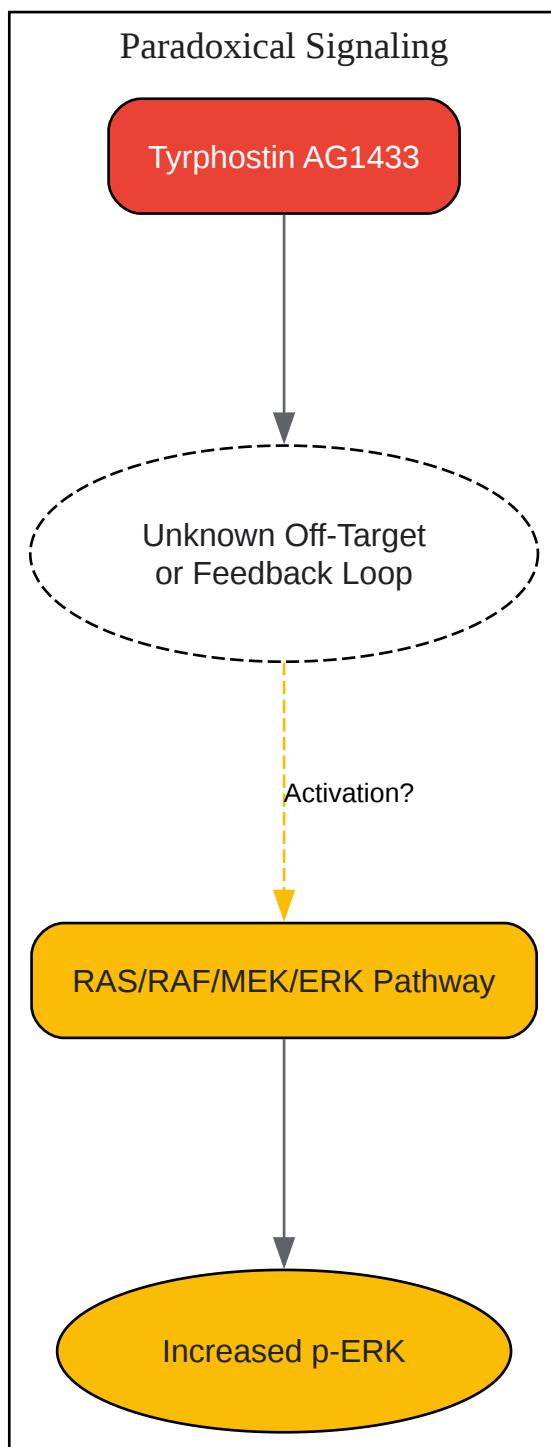 Paradoxical Signaling
Tyrphostin AG1433
Unknown Off-Target
or Feedback Loop
Activation?
RAS/RAF/MEK/ERK Pathway
Increased p-ERK